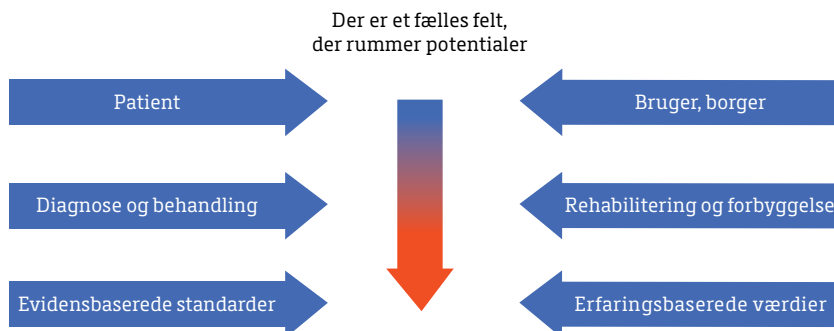 Der er et fælles felt,
der rummer potentialer
Patient
Bruger, borger
Diagnose og behandling
Rehabilitering og forbyggelse
Evidensbaserede standarder
Erfaringsbaserede værdier